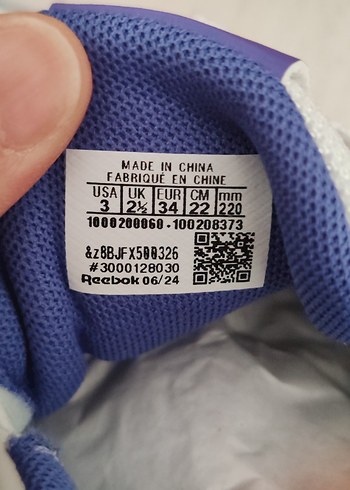 MADE IN CHINA
FABRIQUÉ EN CHINE
USA UK EUR CM mm
3 2½ 34 22 220
1000200060-100208373
&z8BJFX500326
#3000128030
Reebok 06/24